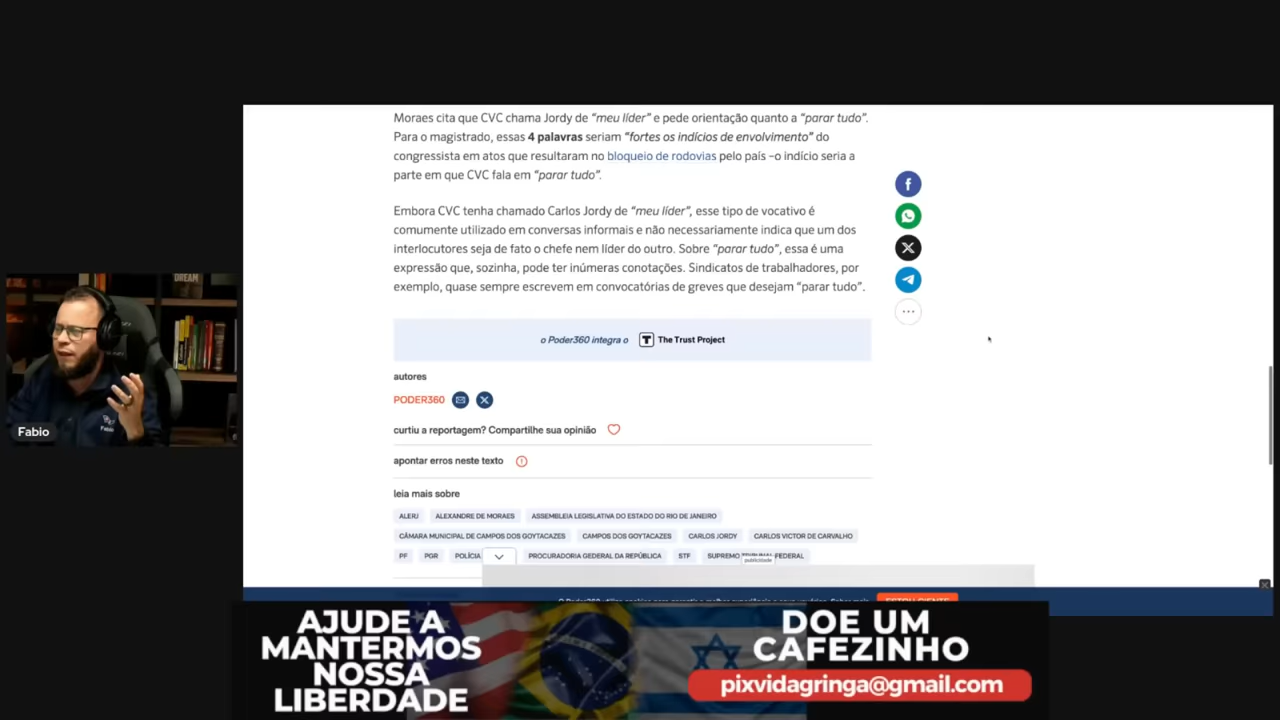 Moraes cita que CVC chama Jordy de “meu líder” e pede orientação quanto a “parar tudo”.
Para o magistrado, essas 4 palavras seriam “fortes os indícios de envolvimento” do
congressista em atos que resultaram no bloqueio de rodovias pelo país –o indício seria a
parte em que CVC fala em “parar tudo”.
Embora CVC tenha chamado Carlos Jordy de “meu líder”, esse tipo de vocativo é
comumente utilizado em conversas informais e não necessariamente indica que um dos
interlocutores seja de fato o chefe nem líder do outro. Sobre “parar tudo”, essa é uma
expressão que, sozinha, pode ter inúmeras conotações. Sindicatos de trabalhadores, por
exemplo, quase sempre escrevem em convocatórias de greves que desejam “parar tudo”.
o Poder360 integra o T The Trust Project
autores
PODER360
curtiu a reportagem? Compartilhe sua opinião
apontar erros neste texto
leia mais sobre
ALERJ ALEXANDRE DE MORAES ASSEMBLEIA LEGISLATIVA DO ESTADO DO RIO DE JANEIRO
CÂMARA MUNICIPAL DE CAMPOS DOS GOYTACAZES CAMPOS DOS GOYTACAZES CARLOS JORDY CARLOS VICTOR DE CARVALHO
PF PGR POLÍCIA PROCURADORIA GERAL DA REPÚBLICA STF SUPREMO FEDERAL
publicidade
DREAM
Fabio
AJUDE A
MANTERMOS
NOSSA
LIBERDADE
DOE UM
CAFEZINHO
pixvidagringa@gmail.com